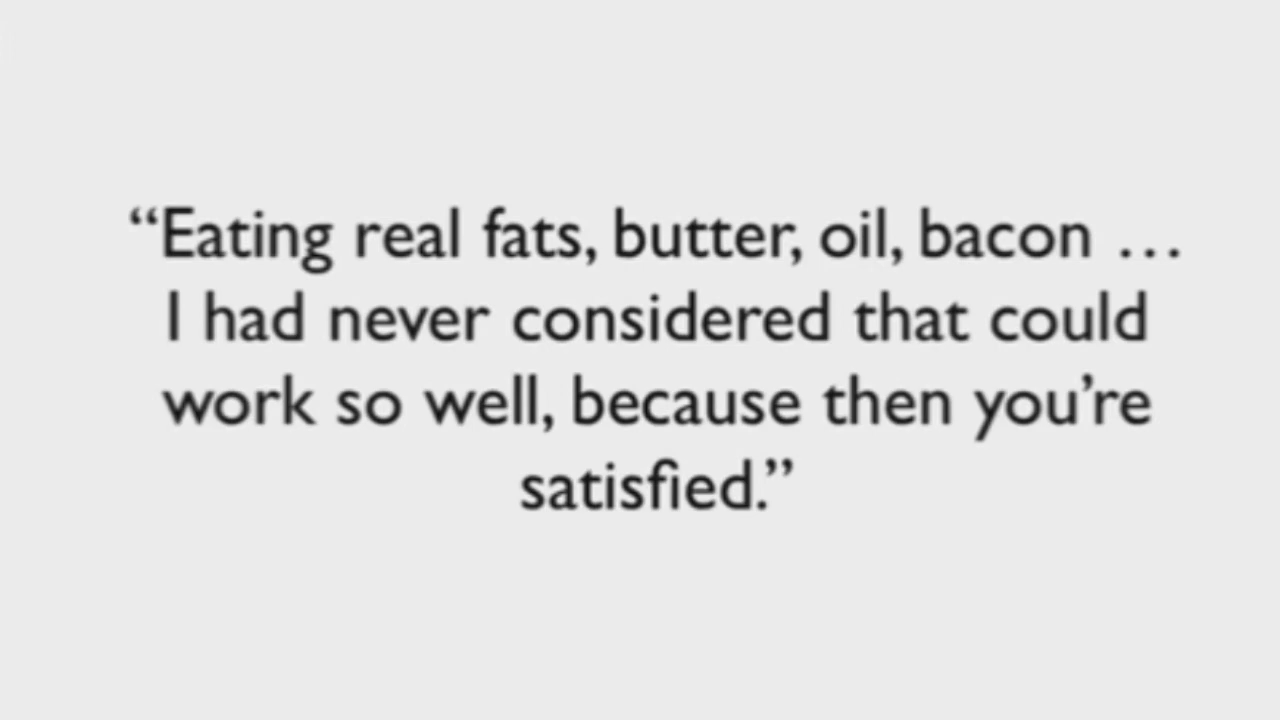 “Eating real fats, butter, oil, bacon …
I had never considered that could
work so well, because then you’re
satisfied.”